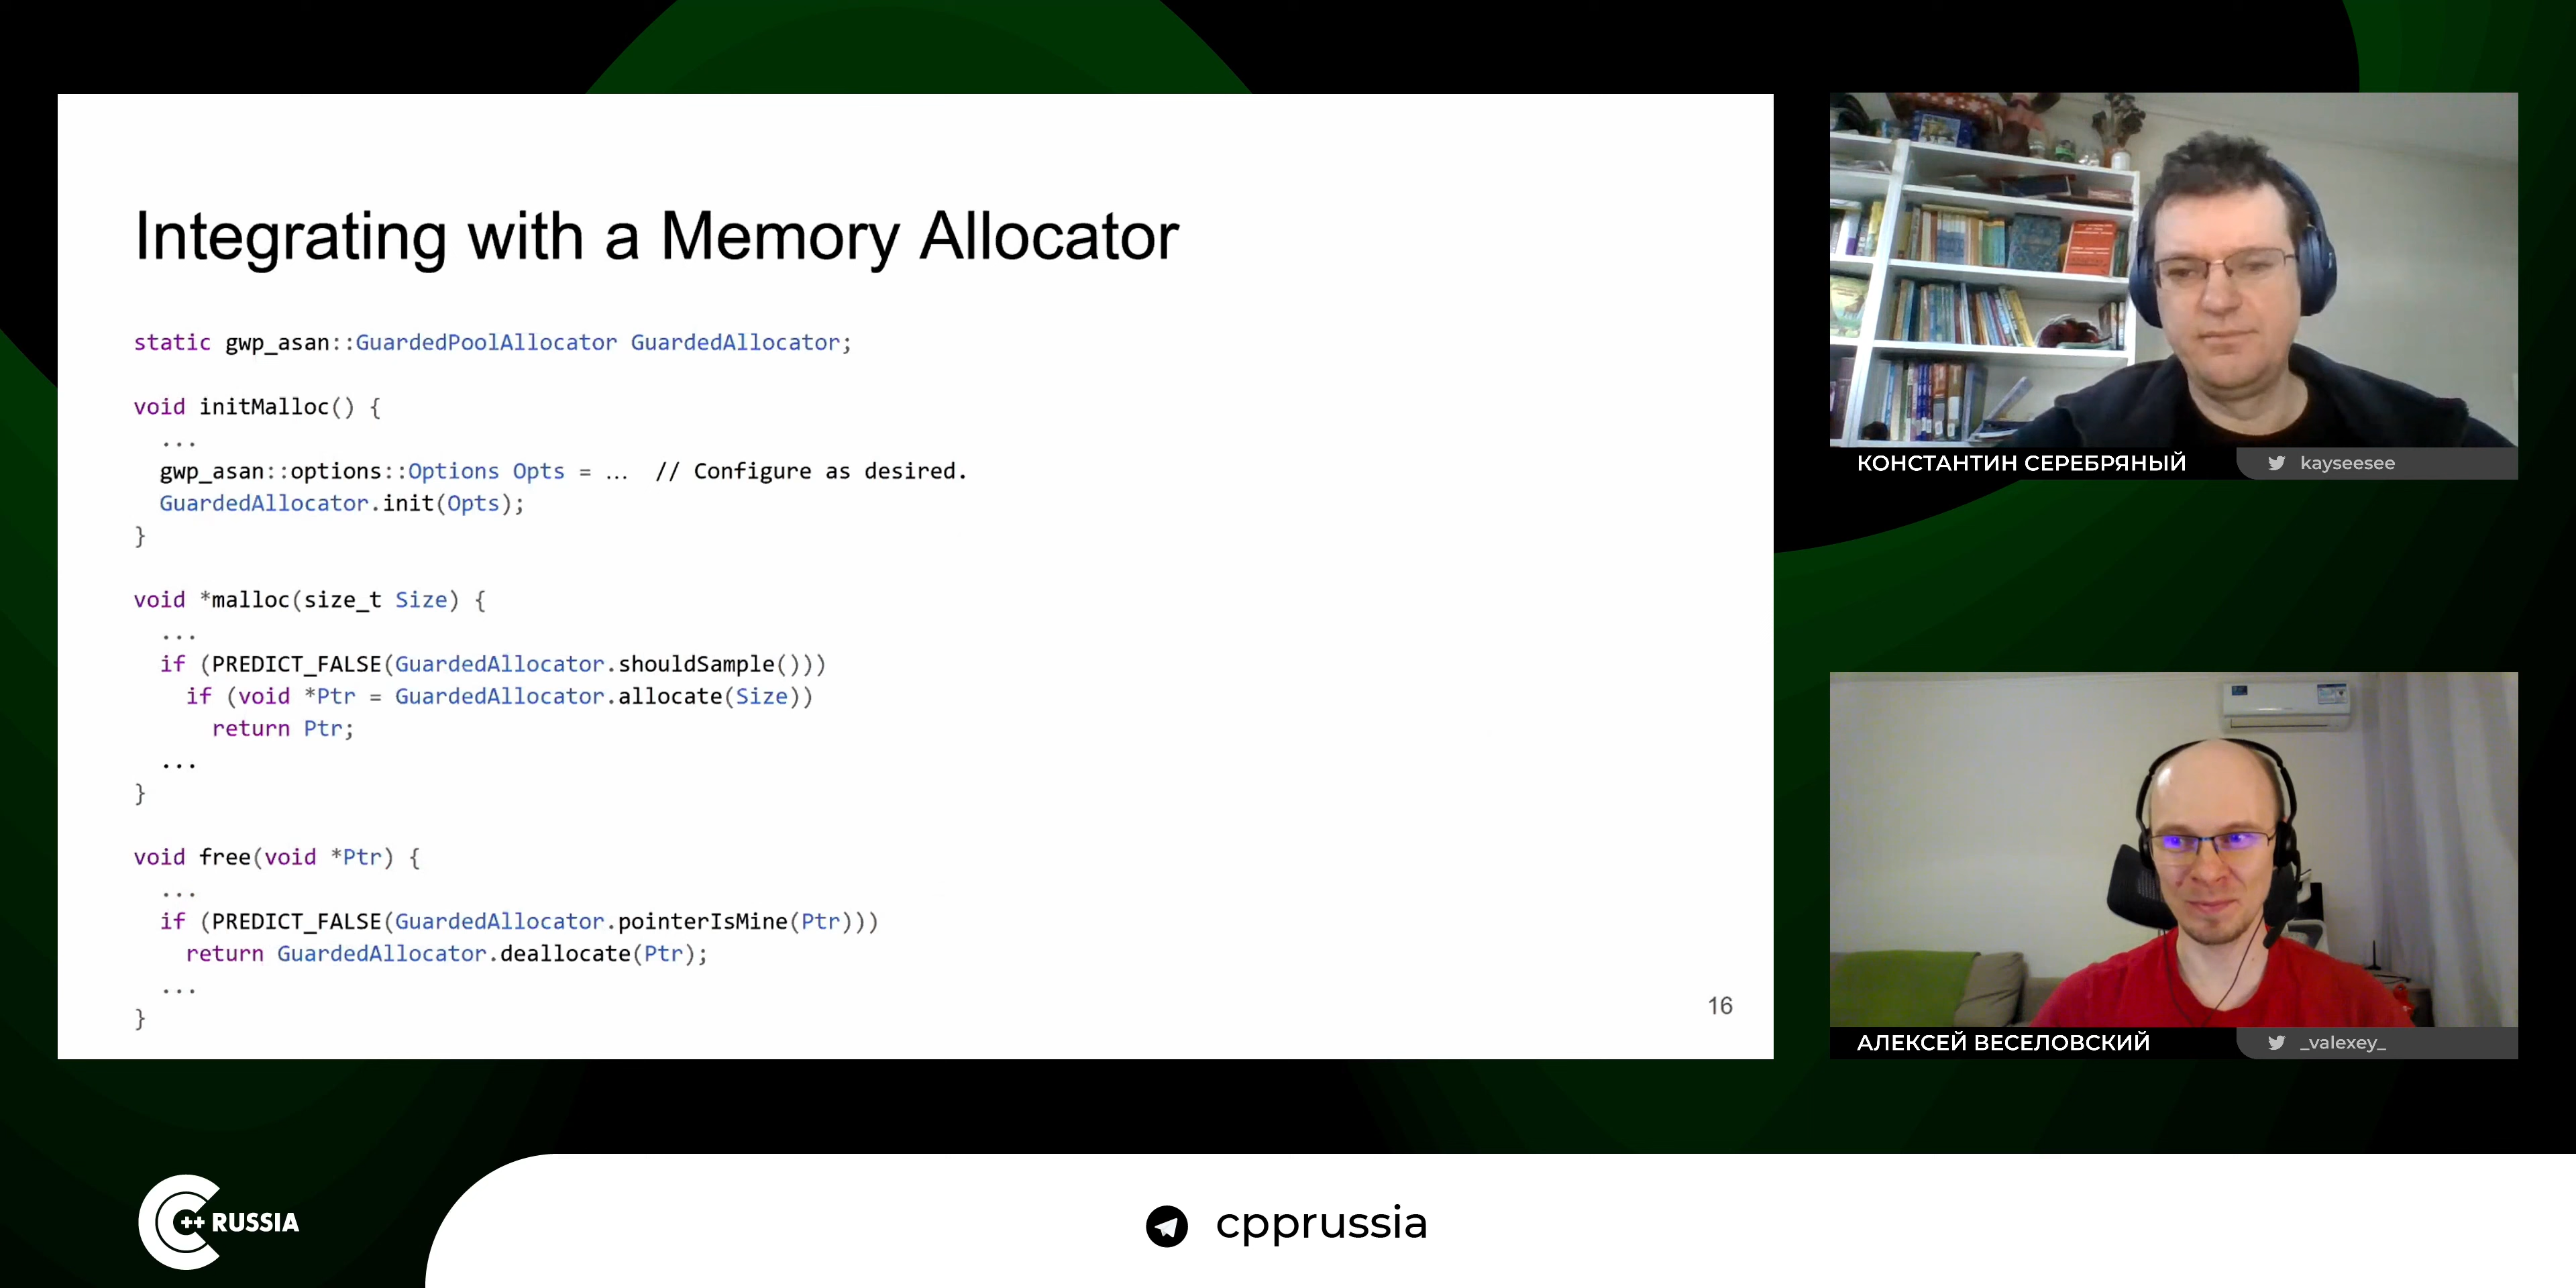 Integrating with a Memory Allocator
static gwp_asan::GuardedPoolAllocator GuardedAllocator;
void initMalloc() {
...
gwp_asan::options::Options Opts = … // Configure as desired.
GuardedAllocator.init(Opts);
}
void *malloc(size_t Size) {
...
if (PREDICT_FALSE(GuardedAllocator.shouldSample()))
if (void *Ptr = GuardedAllocator.allocate(Size))
return Ptr;
...
}
void free(void *Ptr) {
...
if (PREDICT_FALSE(GuardedAllocator.pointerIsMine(Ptr)))
return GuardedAllocator.deallocate(Ptr);
...
}
16
КОНСТАНТИН СЕРЕБРЯНЫЙ
kayseesee
АЛЕКСЕЙ ВЕСЕЛОВСКИЙ
_valexey_
C++ RUSSIA
cpprussia